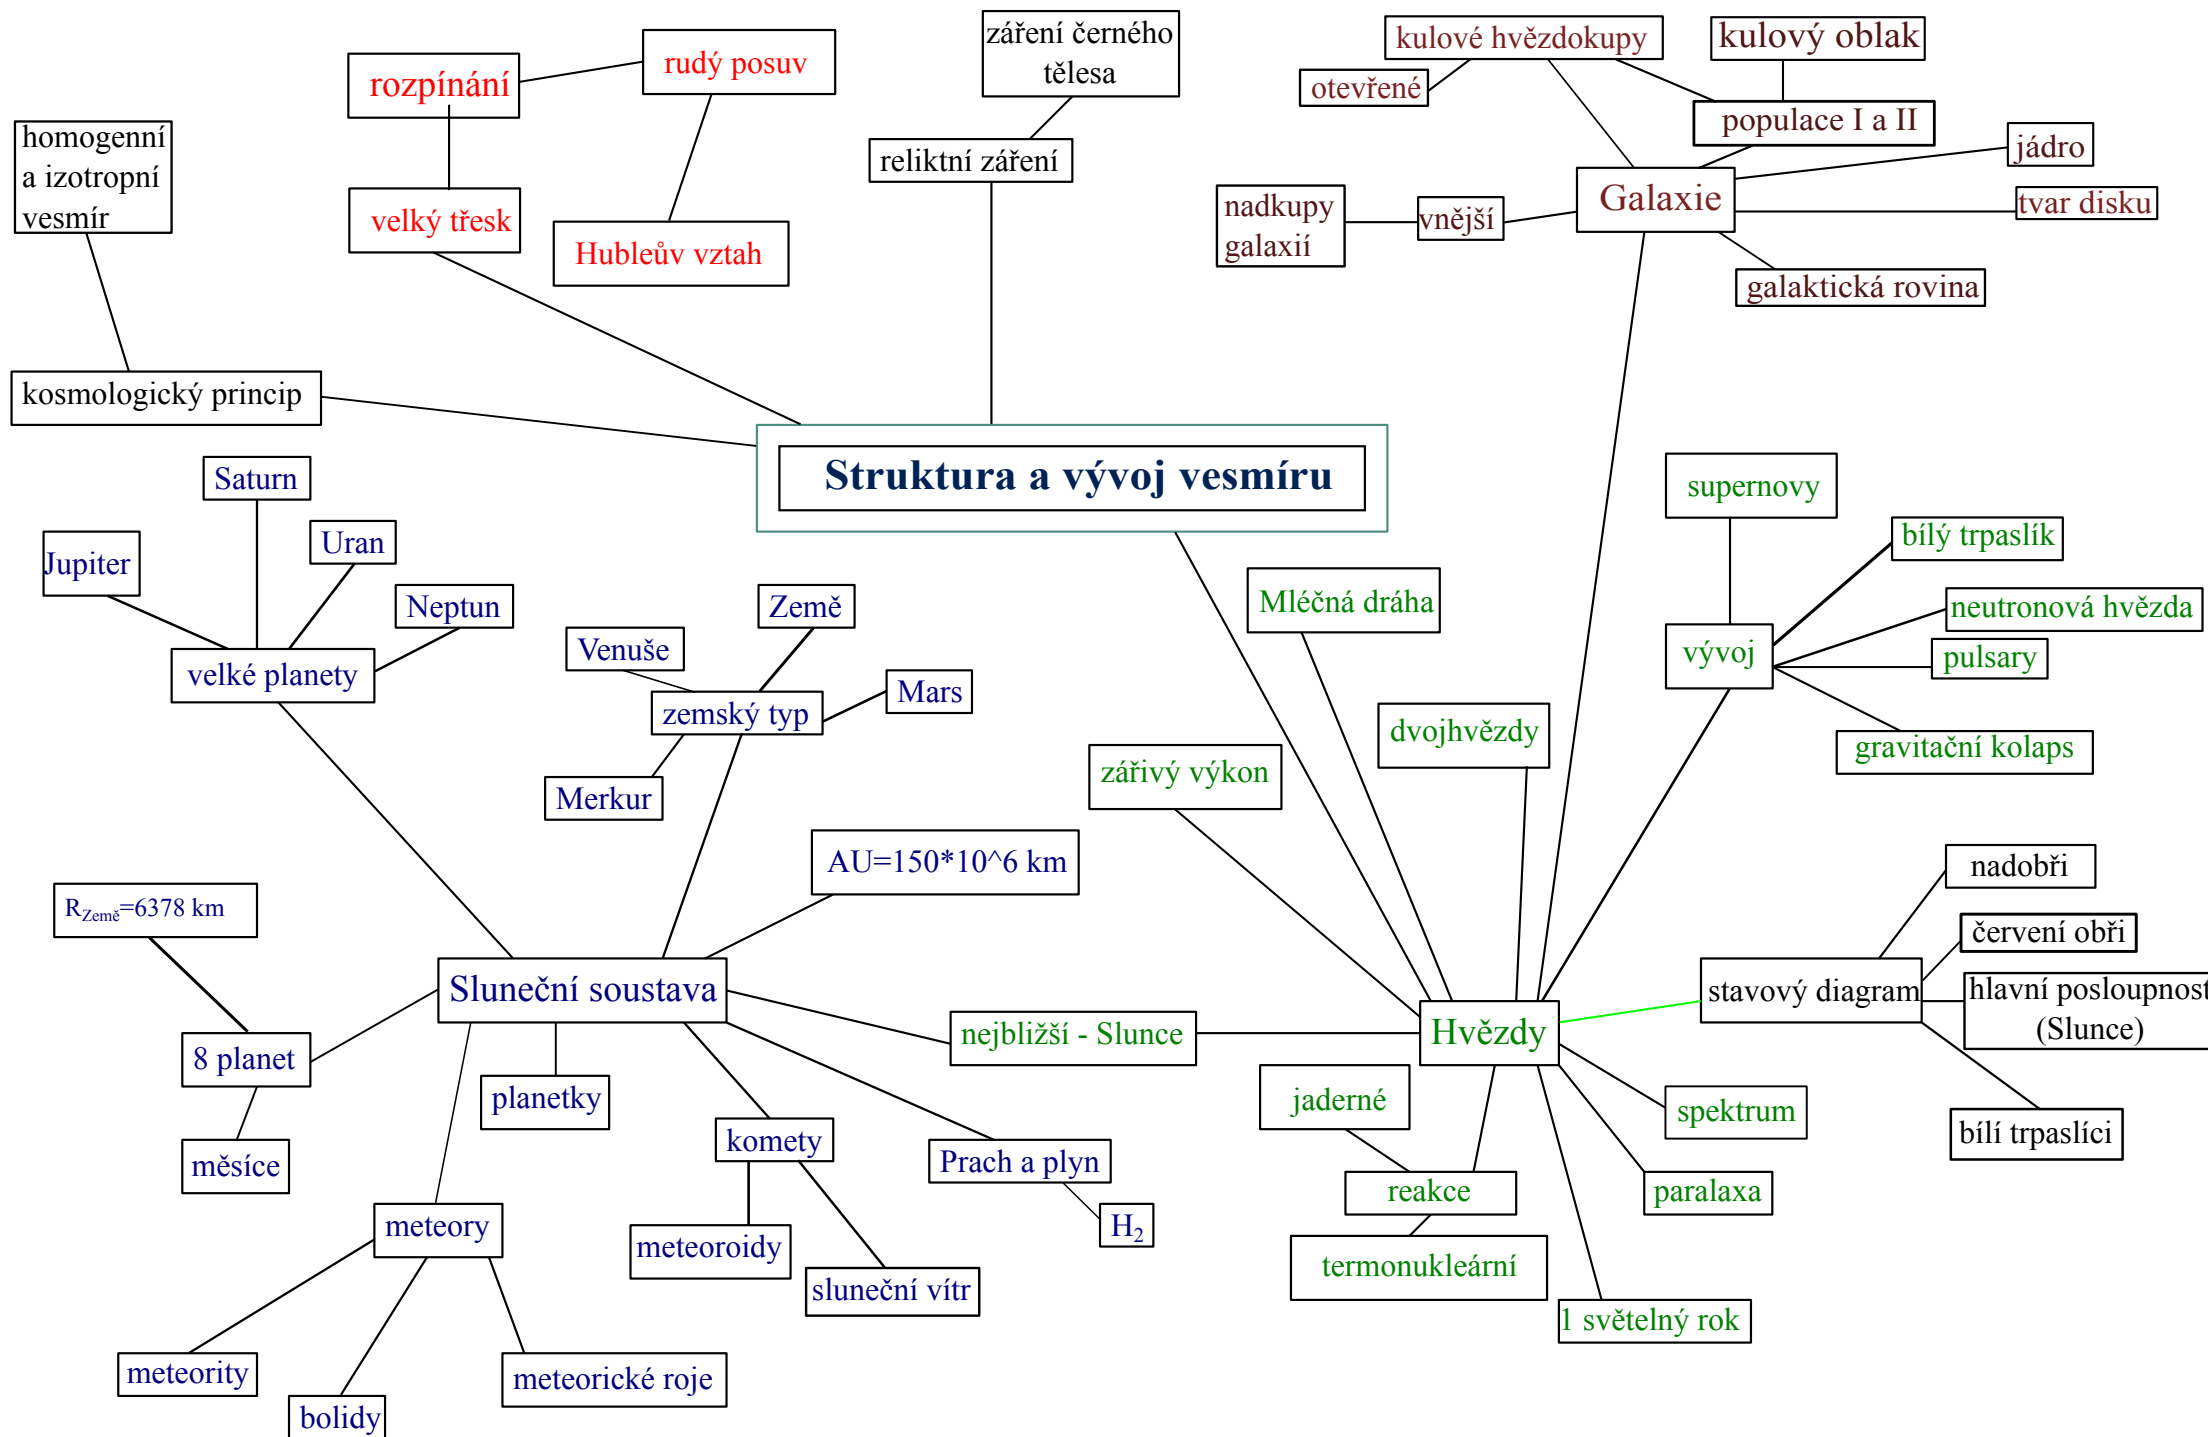 záření černého
tělesa
kulové hvězdokupy
kulový oblak
rozpínání
rudý posuv
otevřené
populace I a II
homogenní
a izotropní
vesmír
reliktní záření
jádro
velký třesk
Hubleův vztah
nadkupy
galaxií
vnější
Galaxie
tvar disku
galaktická rovina
kosmologický princip
Struktura a vývoj vesmíru
Saturn
supernovy
Jupiter
Uran
bílý trpaslík
Neptun
Země
Mléčná dráha
neutronová hvězda
Venuše
velké planety
vývoj
pulsary
zemský typ
Mars
dvojhvězdy
gravitační kolaps
zářivý výkon
Merkur
AU=150*10^6 km
nadobři
R_Země=6378 km
červení obři
Sluneční soustava
stavový diagram
hlavní posloupnost
(Slunce)
8 planet
nejbližší - Slunce
Hvězdy
planetky
jaderné
spektrum
měsíce
komety
Prach a plyn
bílí trpaslíci
reakce
paralaxa
meteory
meteoroidy
H₂
termonukleární
sluneční vítr
1 světelný rok
meteority
meteorické roje
bolidy